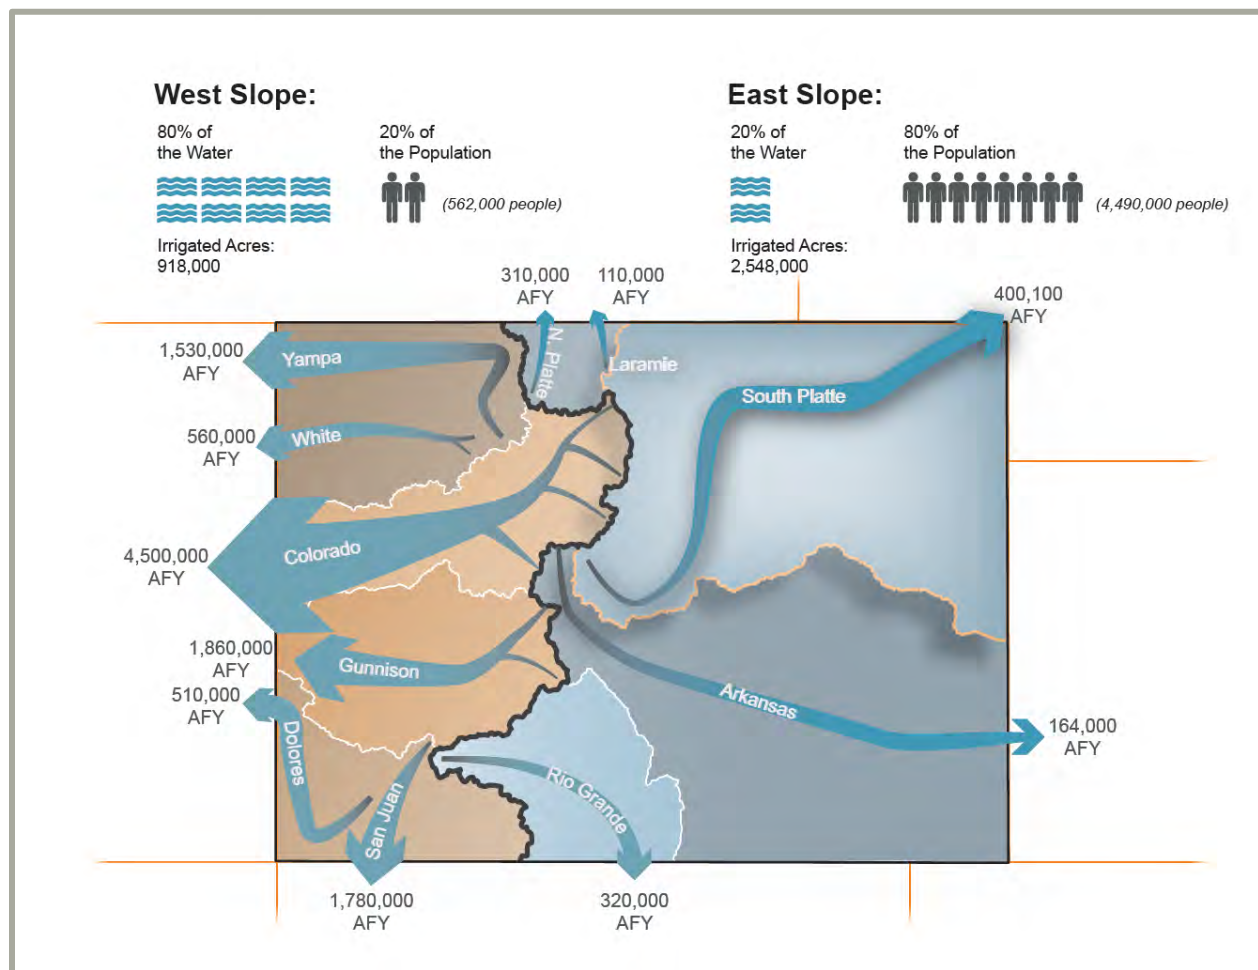 West Slope:
80% of
the Water
20% of
the Population
(562,000 people)
Irrigated Acres:
918,000
East Slope:
20% of
the Water
80% of
the Population
(4,490,000 people)
Irrigated Acres:
2,548,000
310,000
AFY
110,000
AFY
400,100
AFY
1,530,000
AFY
Yampa
N. Platte
Laramie
South Platte
560,000
AFY
White
4,500,000
AFY
Colorado
1,860,000
AFY
Gunnison
510,000
AFY
Dolores
San Juan
Rio Grande
Arkansas
164,000
AFY
1,780,000
AFY
320,000
AFY